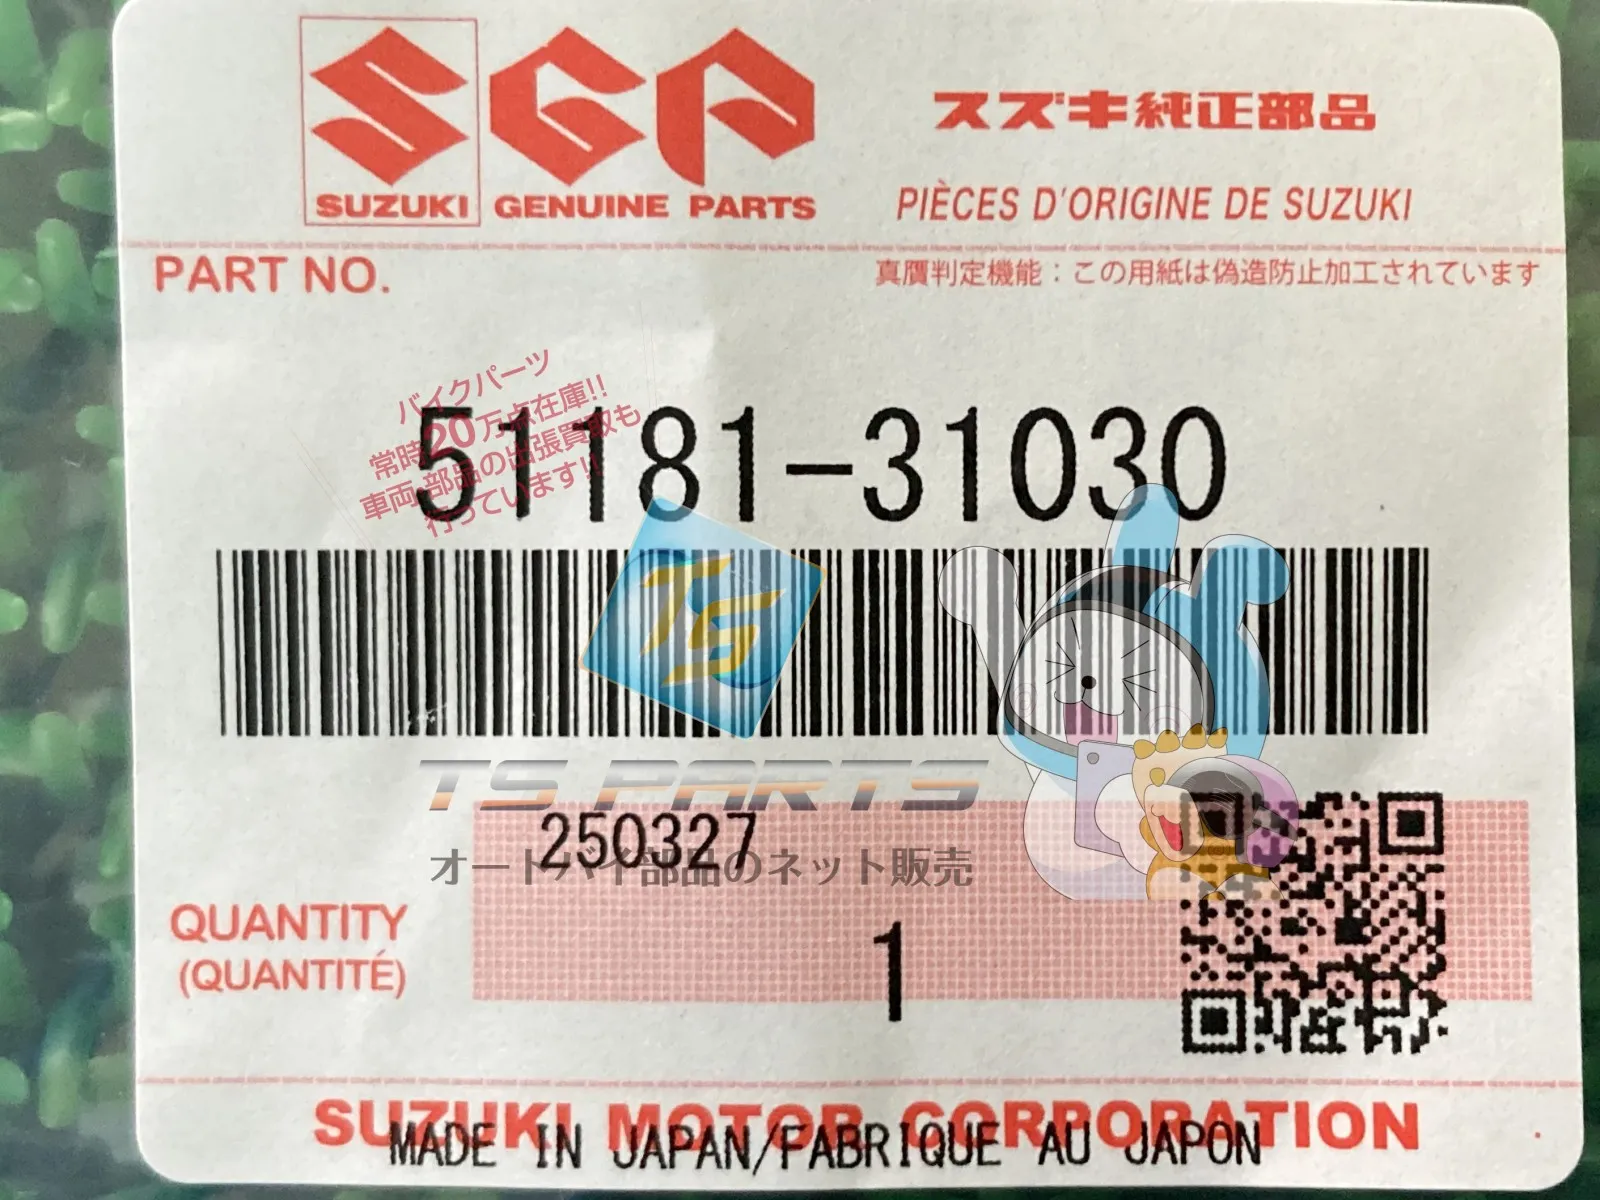 SUZUKI GENUINE PARTS
スズキ純正部品
PIÈCES D'ORIGINE DE SUZUKI
PART NO.
真贋判定機能：この用紙は偽造防止加工されています
バイクパーツ
常時20万点在庫!!
車両・部品の出張買取も
行っています!!
51181-31030
TS
TS PARTS
オートバイ部品のネット販売
250327
QUANTITY
(QUANTITÉ)
1
SUZUKI MOTOR CORPORATION
MADE IN JAPAN/FABRIQUE AU JAPON